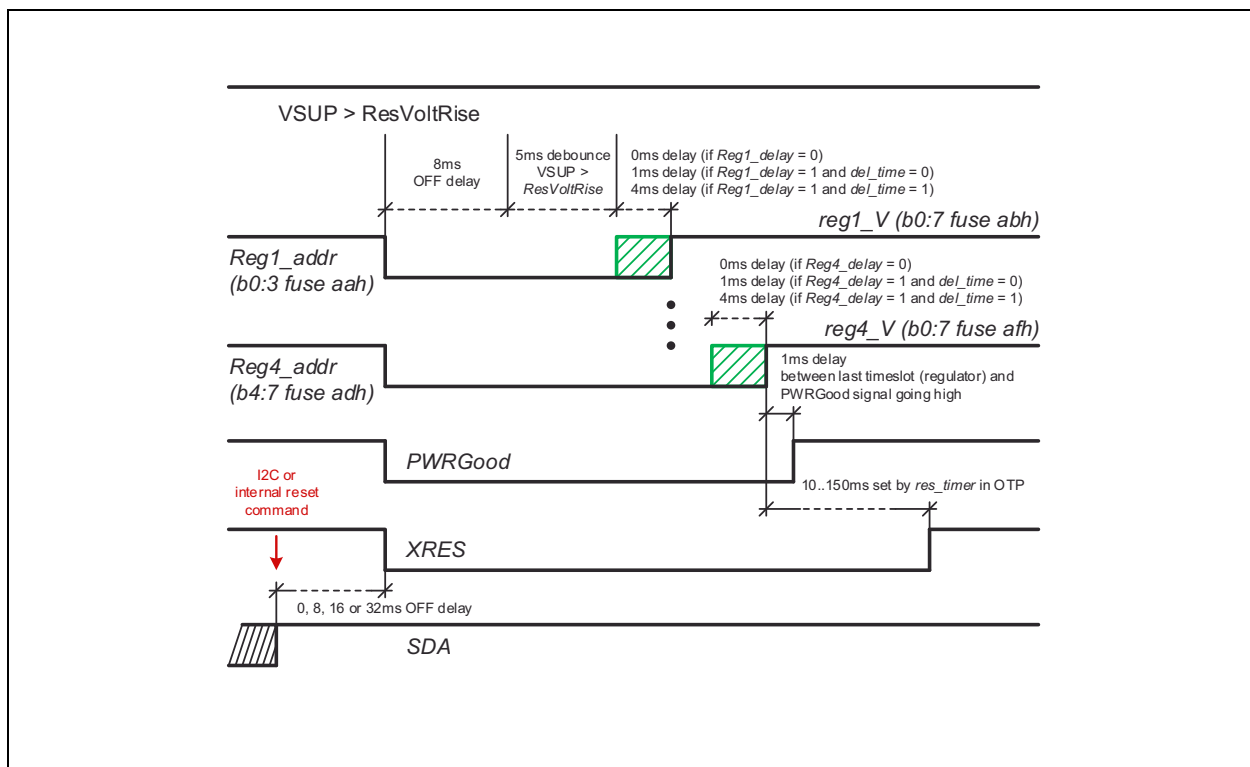 VSUP > ResVoltRise
8ms
OFF delay
5ms debounce
VSUP >
ResVoltRise
0ms delay (if Reg1_delay = 0)
1ms delay (if Reg1_delay = 1 and del_time = 0)
4ms delay (if Reg1_delay = 1 and del_time = 1)
reg1_V (b0:7 fuse abh)
Reg1_addr
(b0:3 fuse aah)
0ms delay (if Reg4_delay = 0)
1ms delay (if Reg4_delay = 1 and del_time = 0)
4ms delay (if Reg4_delay = 1 and del_time = 1)
reg4_V (b0:7 fuse afh)
Reg4_addr
(b4:7 fuse adh)
1ms delay
between last timeslot (regulator) and
PWRGood signal going high
PWRGood
I2C or
internal reset
command
10..150ms set by res_timer in OTP
XRES
0, 8, 16 or 32ms OFF delay
SDA